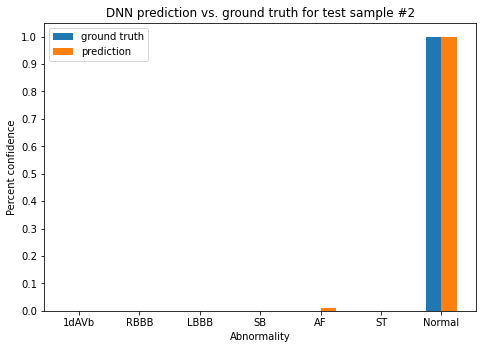 DNN prediction vs. ground truth for test sample #2
ground truth
prediction
Percent confidence
1.0
0.9
0.8
0.7
0.6
0.5
0.4
0.3
0.2
0.1
0.0
1dAVb RBBB LBBB SB AF ST Normal
Abnormality